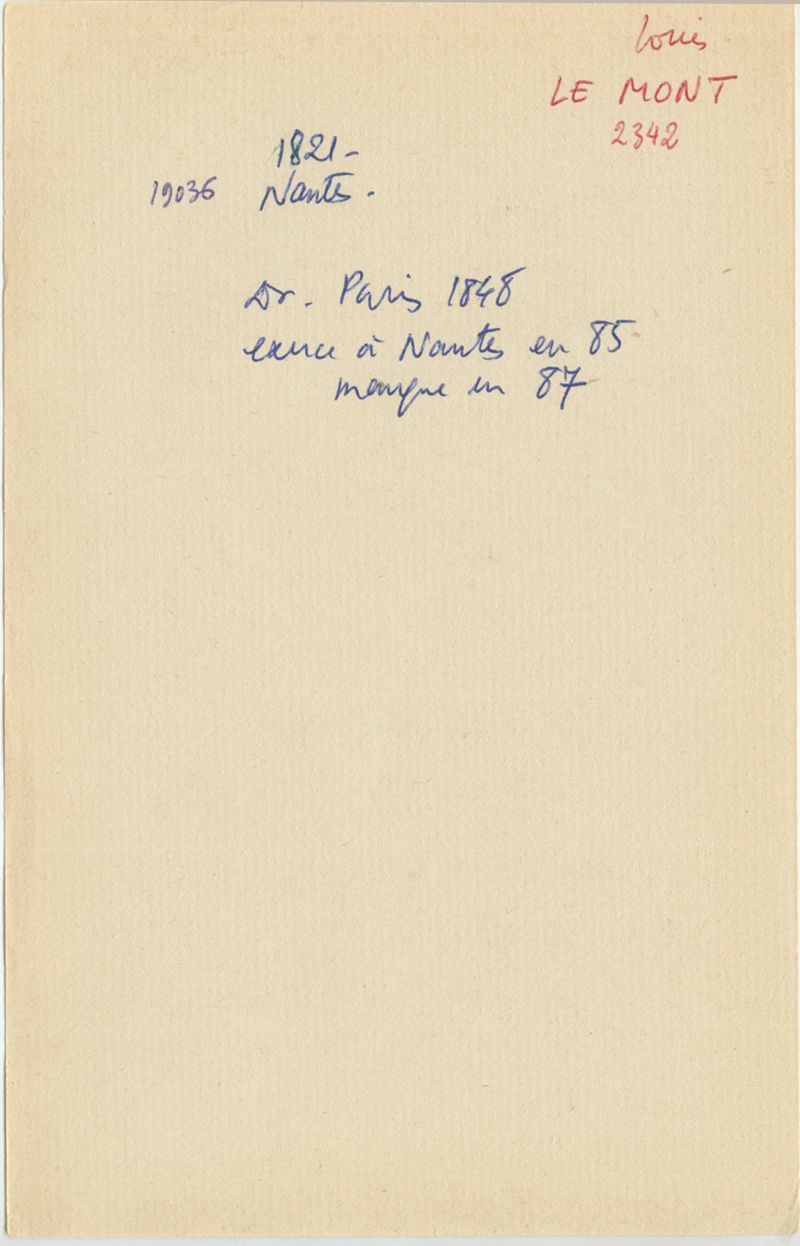 Louis
LE MONT
2342
1821-
19036 Nantes.
Dr. Paris 1848
exerce à Nantes en 85
manque en 87